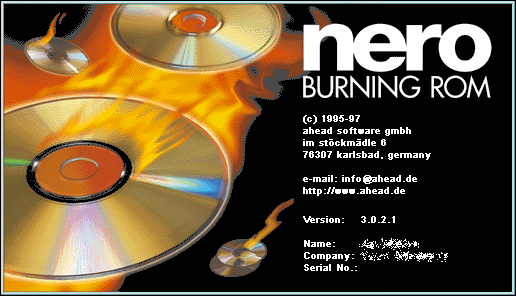 nero
BURNING ROM
(c) 1995-97
ahead software gmbh
im stöckmädle 6
76307 karlsbad, germany
e-mail: info@ahead.de
http://www.ahead.de
Version: 3.0.2.1
Name:
Company:
Serial No.: